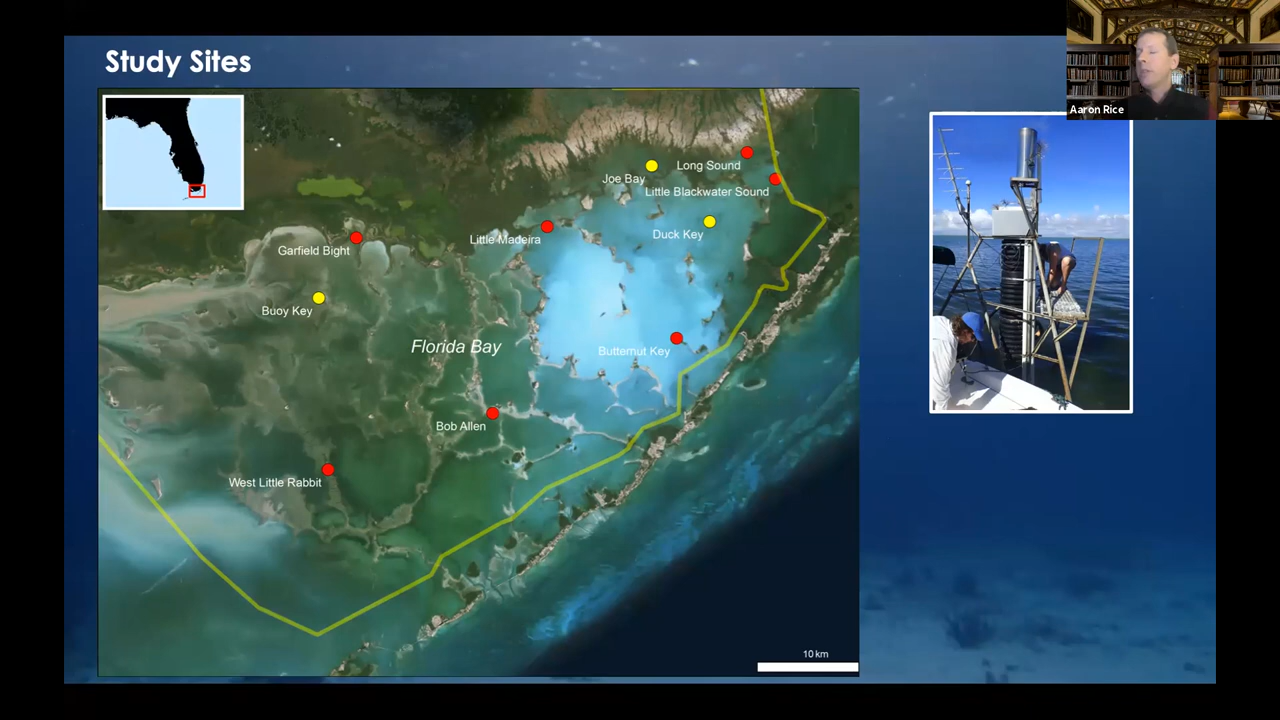 Study Sites
Aaron Rice
Long Sound
Joe Bay
Little Blackwater Sound
Duck Key
Little Madeira
Garfield Bight
Buoy Key
Florida Bay
Butternut Key
Bob Allen
West Little Rabbit
10 km